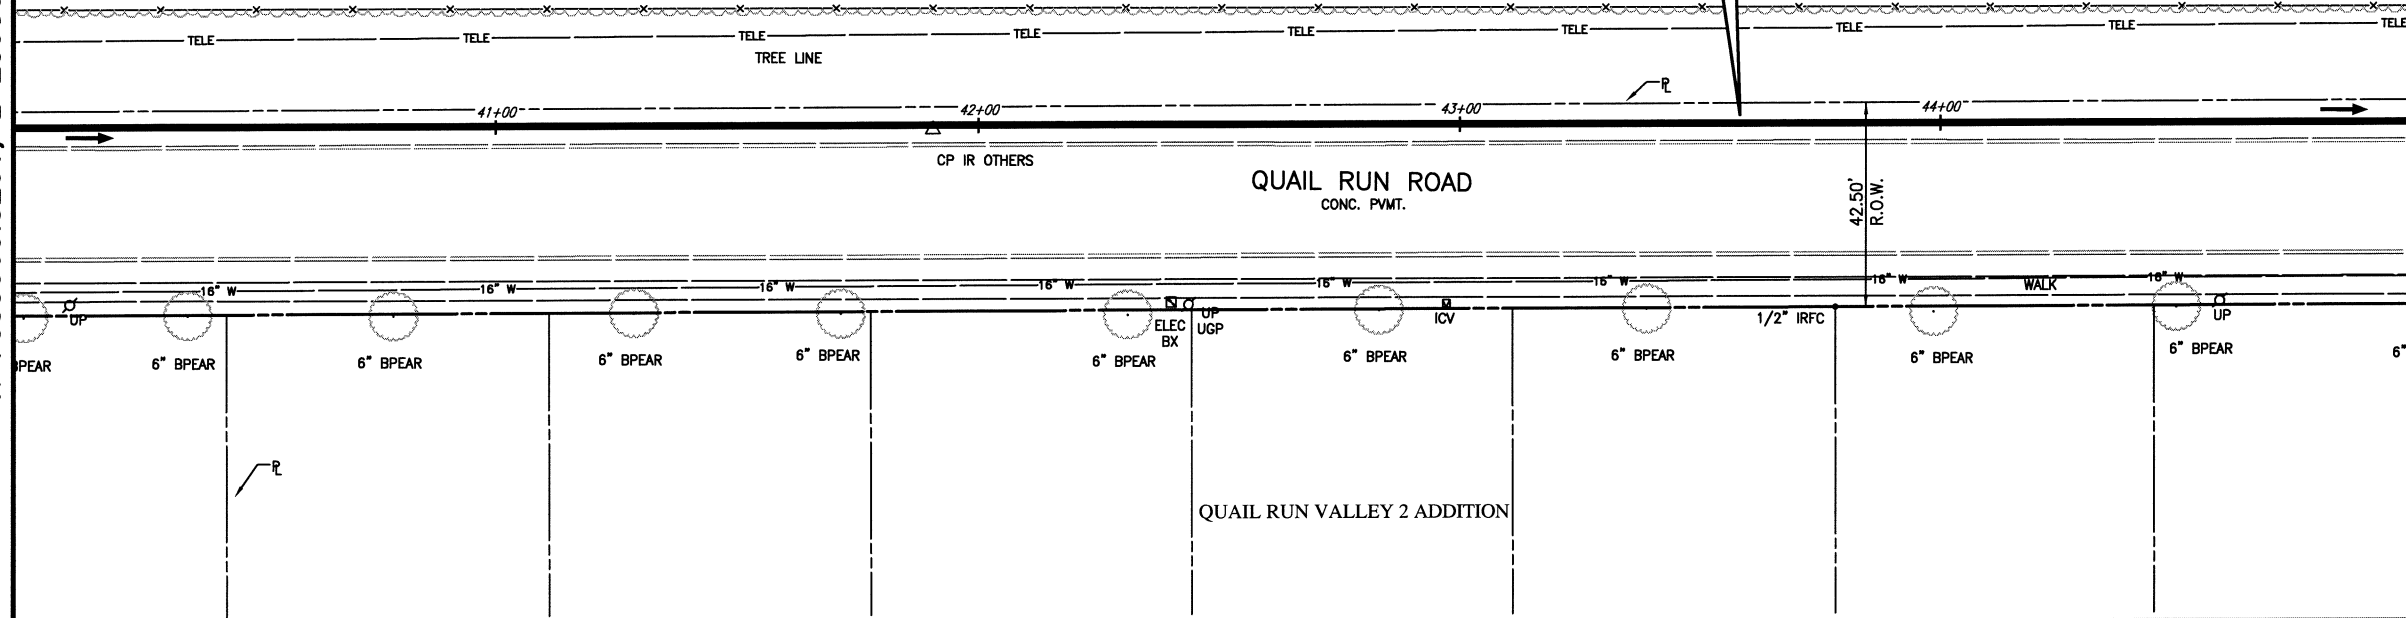 TELE TELE TELE TELE TELE TELE TELE TELE TELE
TREE LINE
℄
41+00 42+00 43+00 44+00
CP IR OTHERS
QUAIL RUN ROAD
CONC. PVMT.
42.50'
R.O.W.
16" W 16" W 16" W 16" W 16" W 16" W 16" W 16" W
WALK
UP
ELEC
BX
UP
UGP
ICV
1/2" IRFC
UP
BPEAR 6" BPEAR 6" BPEAR 6" BPEAR 6" BPEAR 6" BPEAR 6" BPEAR 6" BPEAR 6" BPEAR 6" BPEAR 6"
℄
QUAIL RUN VALLEY 2 ADDITION